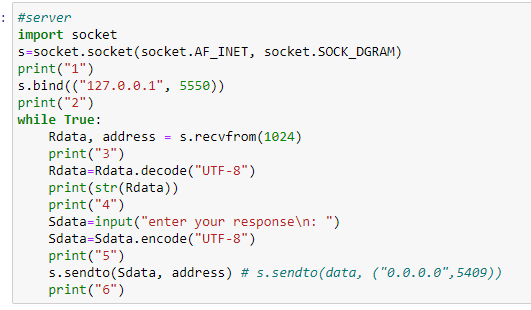 : #server
import socket
s=socket.socket(socket.AF_INET, socket.SOCK_DGRAM)
print("1")
s.bind(("127.0.0.1", 5550))
print("2")
while True:
    Rdata, address = s.recvfrom(1024)
    print("3")
    Rdata=Rdata.decode("UTF-8")
    print(str(Rdata))
    print("4")
    Sdata=input("enter your response\n: ")
    Sdata=Sdata.encode("UTF-8")
    print("5")
    s.sendto(Sdata, address) # s.sendto(data, ("0.0.0.0",5409))
    print("6")